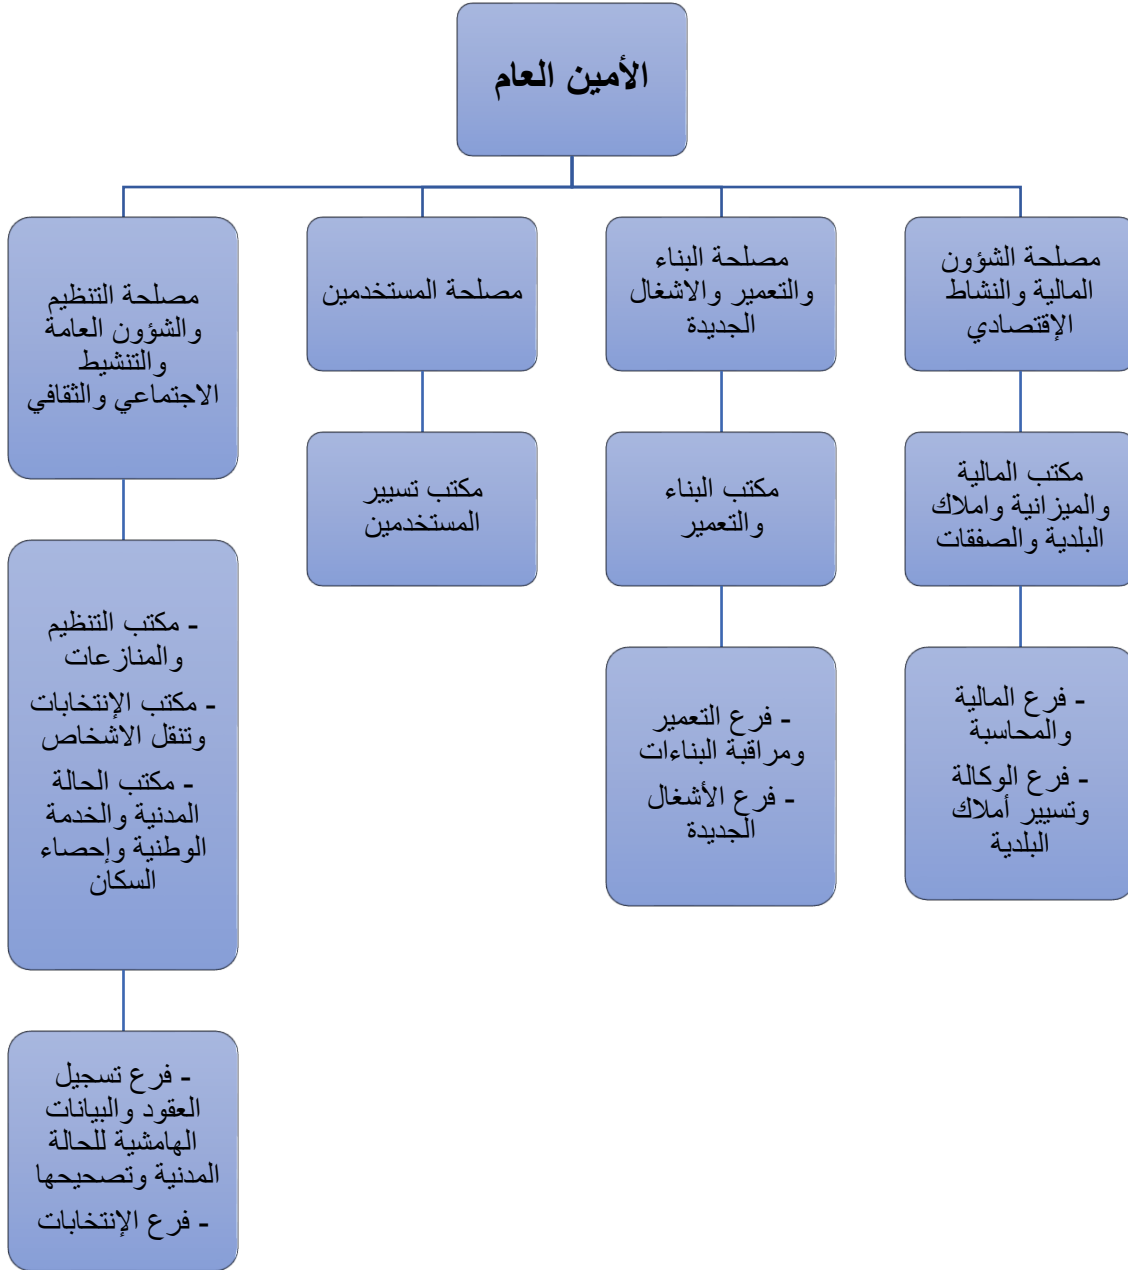 الأمين العام
مصلحة الشؤون
المالية والنشاط
الإقتصادي
مصلحة البناء
والتعمير والاشغال
الجديدة
مصلحة المستخدمين
مصلحة التنظيم
والشؤون العامة
والتنشيط
الاجتماعي والثقافي
مكتب المالية
والميزانية واملاك
البلدية والصفقات
مكتب البناء
والتعمير
مكتب تسيير
المستخدمين
- مكتب التنظيم
والمنازعات
- مكتب الإنتخابات
وتنقل الاشخاص
- مكتب الحالة
المدنية والخدمة
الوطنية وإحصاء
السكان
- فرع المالية
والمحاسبة
- فرع الوكالة
وتسيير أملاك
البلدية
- فرع التعمير
ومراقبة البناءات
- فرع الأشغال
الجديدة
- فرع تسجيل
العقود والبيانات
الهامشية للحالة
المدنية وتصحيحها
- فرع الإنتخابات